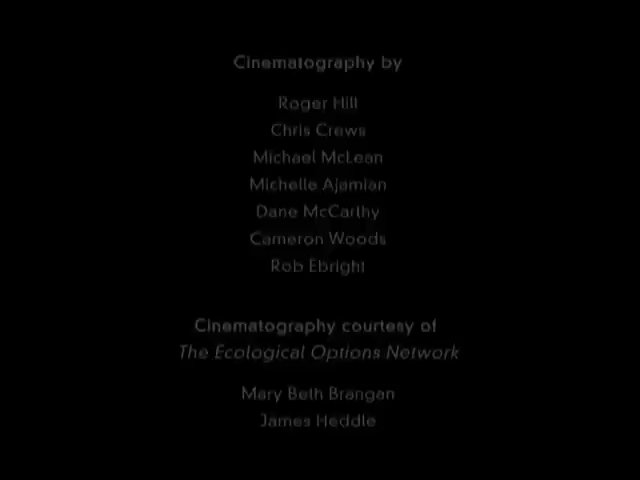 Cinematography by
Roger Hill
Chris Crews
Michael McLean
Michelle Ajamian
Dane McCarthy
Cameron Woods
Rob Ebright
Cinematography courtesy of
The Ecological Options Network
Mary Beth Brangan
James Heddle